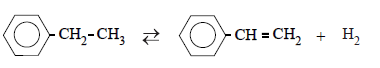 CH₂–CH₃ ⇄ CH=CH₂ + H₂